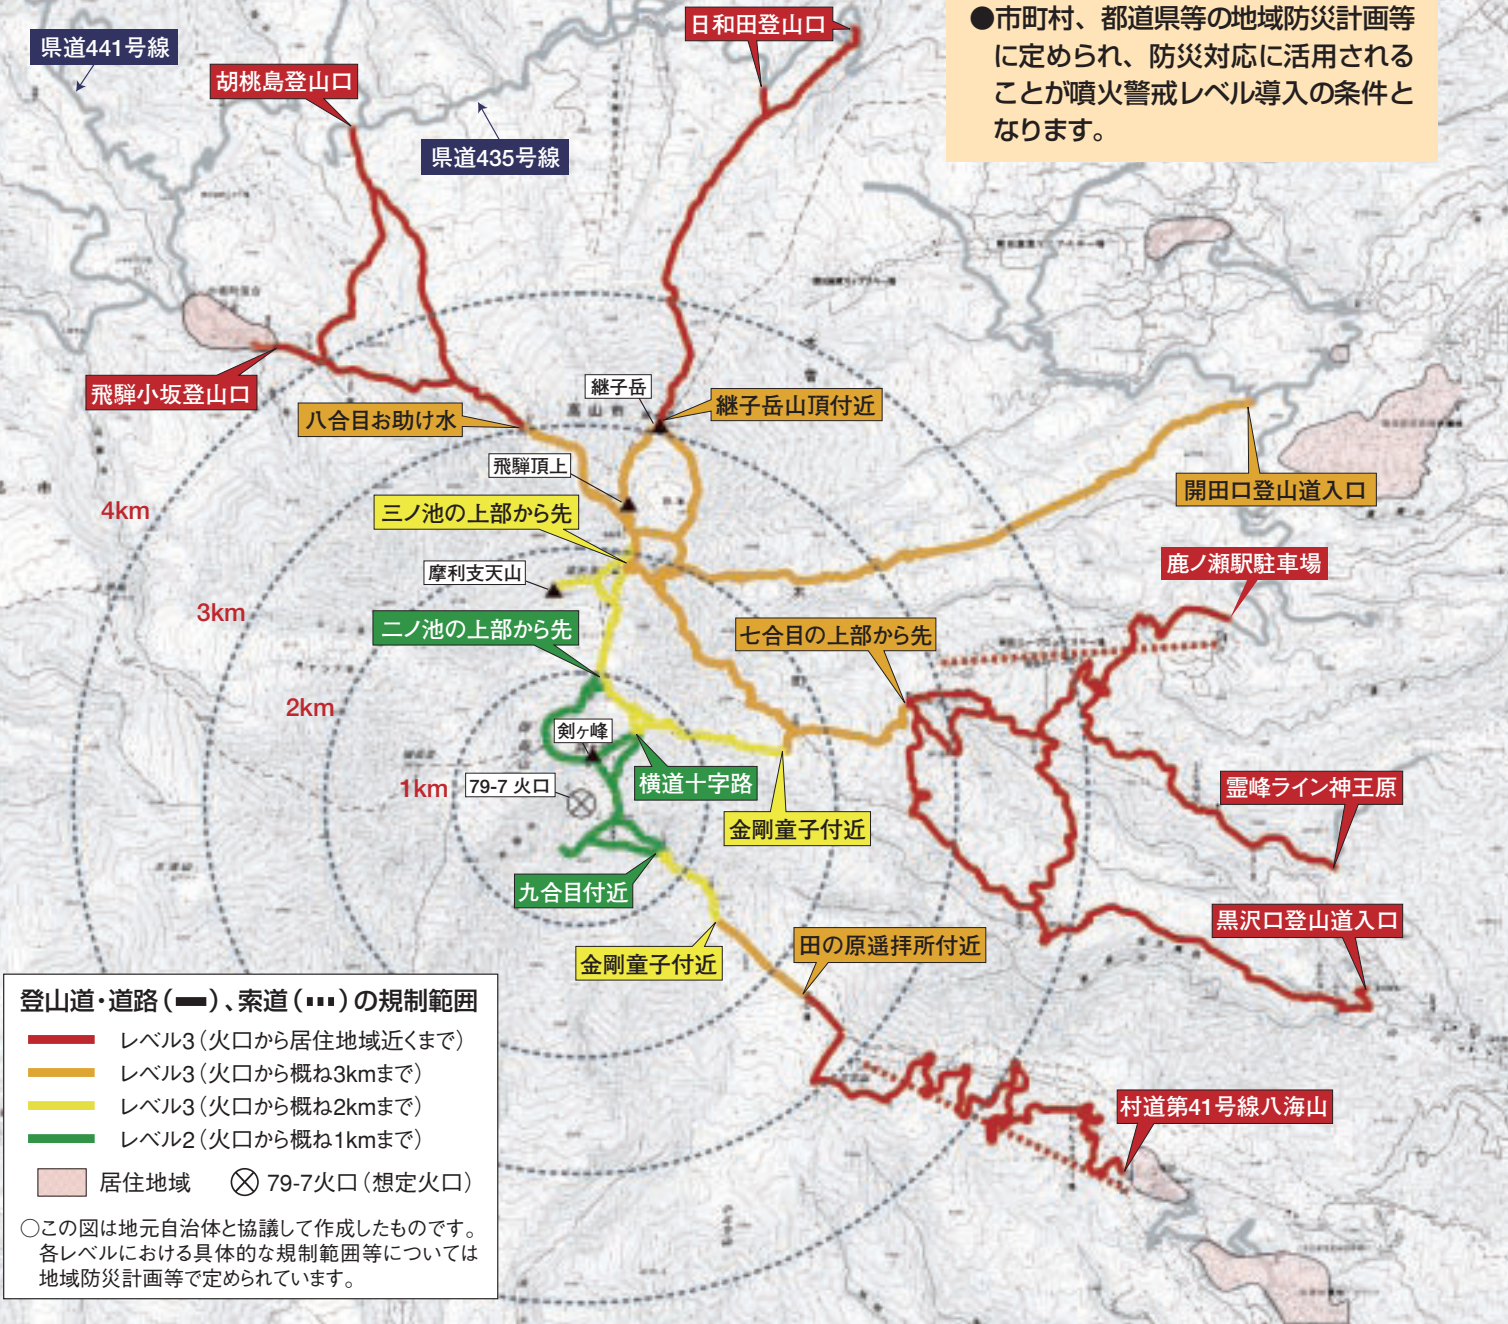 ●市町村、都道県等の地域防災計画等
に定められ、防災対応に活用される
ことが噴火警戒レベル導入の条件と
なります。
県道441号線
胡桃島登山口
日和田登山口
県道435号線
飛騨小坂登山口
八合目お助け水
継子岳
継子岳山頂付近
高山市
飛騨頂上
三ノ池の上部から先
開田口登山道入口
4km
摩利支天山
鹿ノ瀬駅駐車場
3km
二ノ池の上部から先
七合目の上部から先
2km
剣ヶ峰
1km
79-7 火口
横道十字路
霊峰ライン神王原
金剛童子付近
九合目付近
黒沢口登山道入口
金剛童子付近
田の原遥拝所付近
村道第41号線八海山
登山道・道路(━)、索道(┅)の規制範囲
レベル3(火口から居住地域近くまで)
レベル3(火口から概ね3kmまで)
レベル3(火口から概ね2kmまで)
レベル2(火口から概ね1kmまで)
居住地域
79-7火口(想定火口)
○この図は地元自治体と協議して作成したものです。
各レベルにおける具体的な規制範囲等については
地域防災計画等で定められています。